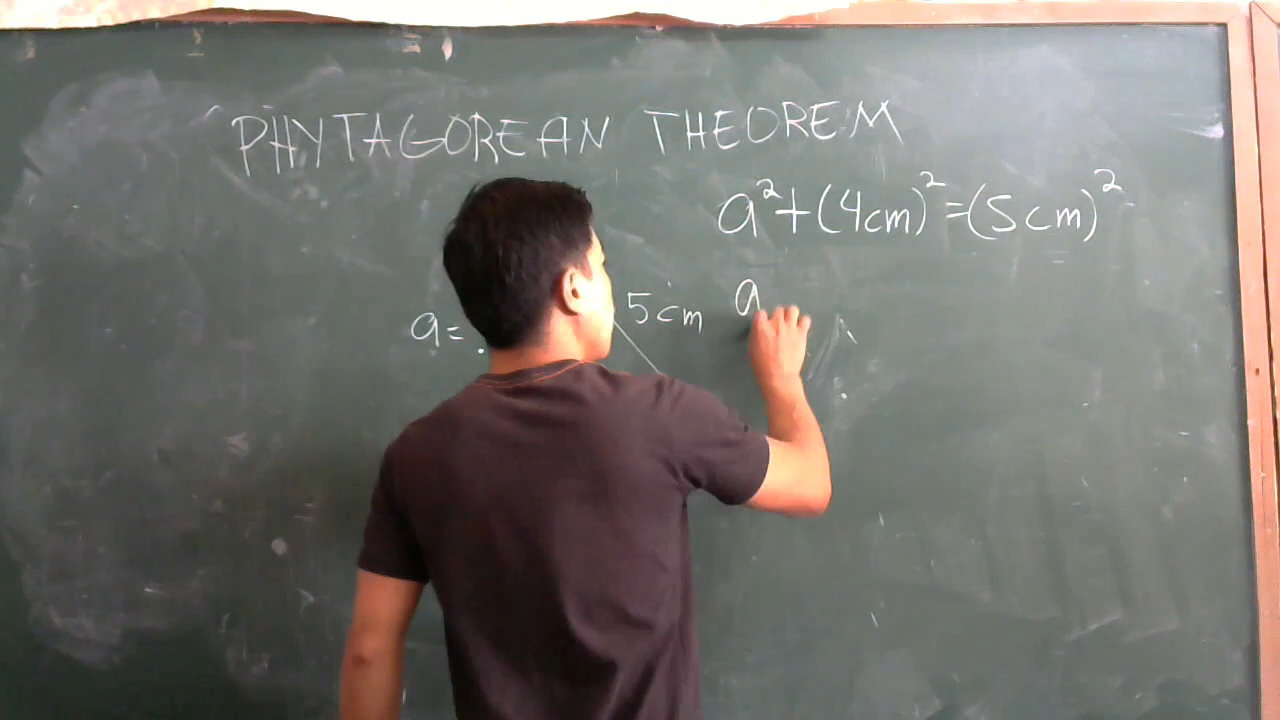 PHYTAGOREAN THEOREM
a²+(4cm)²=(5cm)²
a= 5cm
a